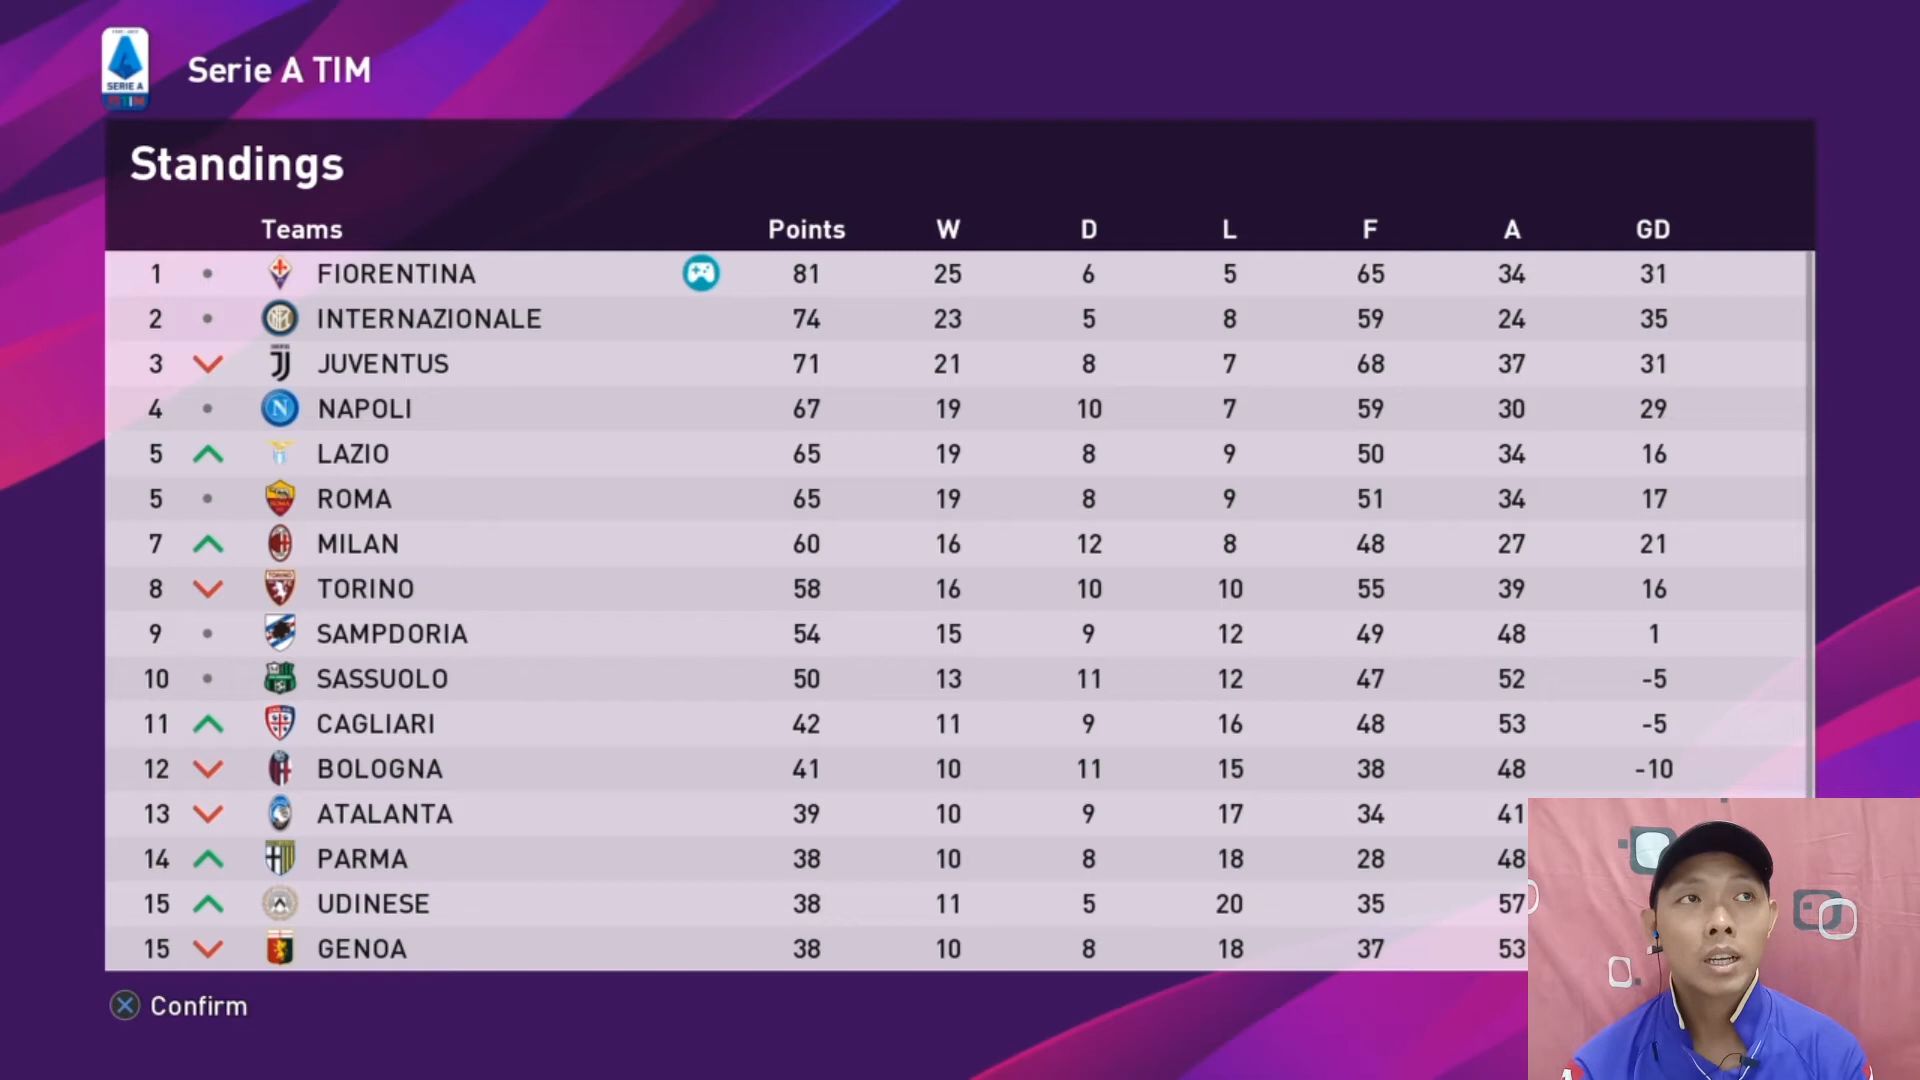 SERIE A
TIM
Serie A TIM
Standings
Teams Points W D L F A GD
1 FIORENTINA 81 25 6 5 65 34 31
2 INTERNAZIONALE 74 23 5 8 59 24 35
3 JUVENTUS 71 21 8 7 68 37 31
4 NAPOLI 67 19 10 7 59 30 29
5 LAZIO 65 19 8 9 50 34 16
5 ROMA 65 19 8 9 51 34 17
7 MILAN 60 16 12 8 48 27 21
8 TORINO 58 16 10 10 55 39 16
9 SAMPDORIA 54 15 9 12 49 48 1
10 SASSUOLO 50 13 11 12 47 52 -5
11 CAGLIARI 42 11 9 16 48 53 -5
12 BOLOGNA 41 10 11 15 38 48 -10
13 ATALANTA 39 10 9 17 34 41
14 PARMA 38 10 8 18 28 48
15 UDINESE 38 11 5 20 35 57
15 GENOA 38 10 8 18 37 53
Confirm